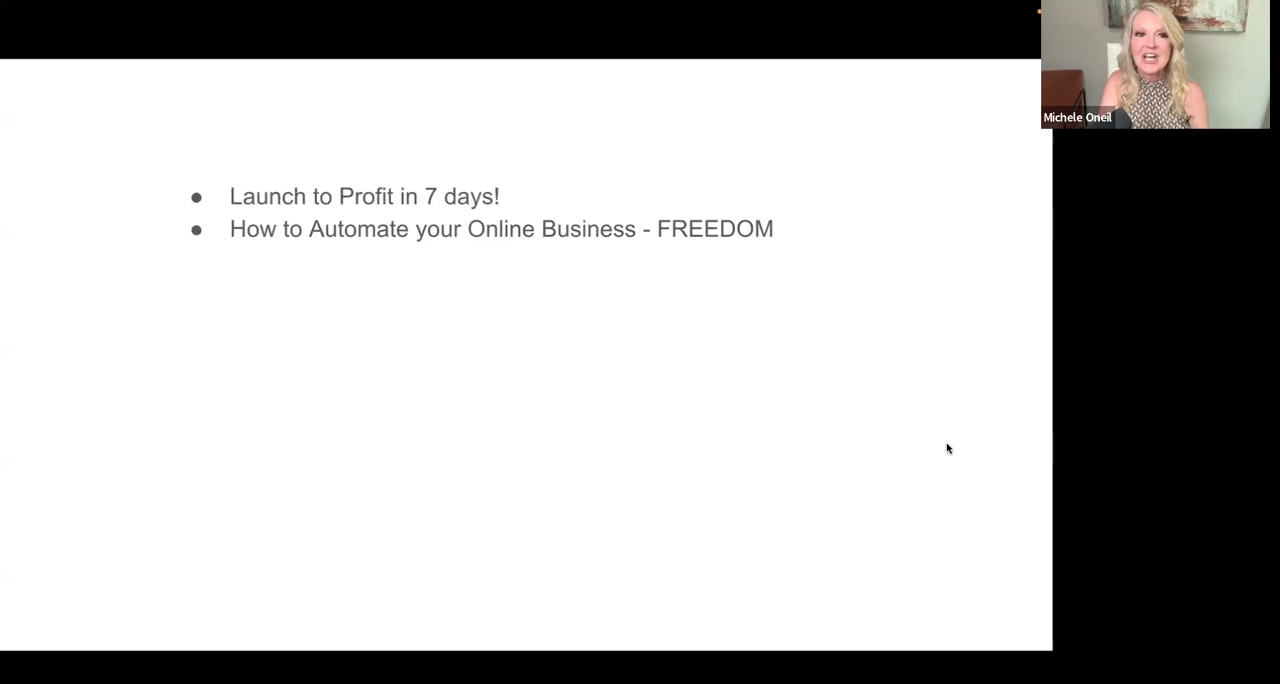 Michele Oneil
● Launch to Profit in 7 days!
● How to Automate your Online Business - FREEDOM